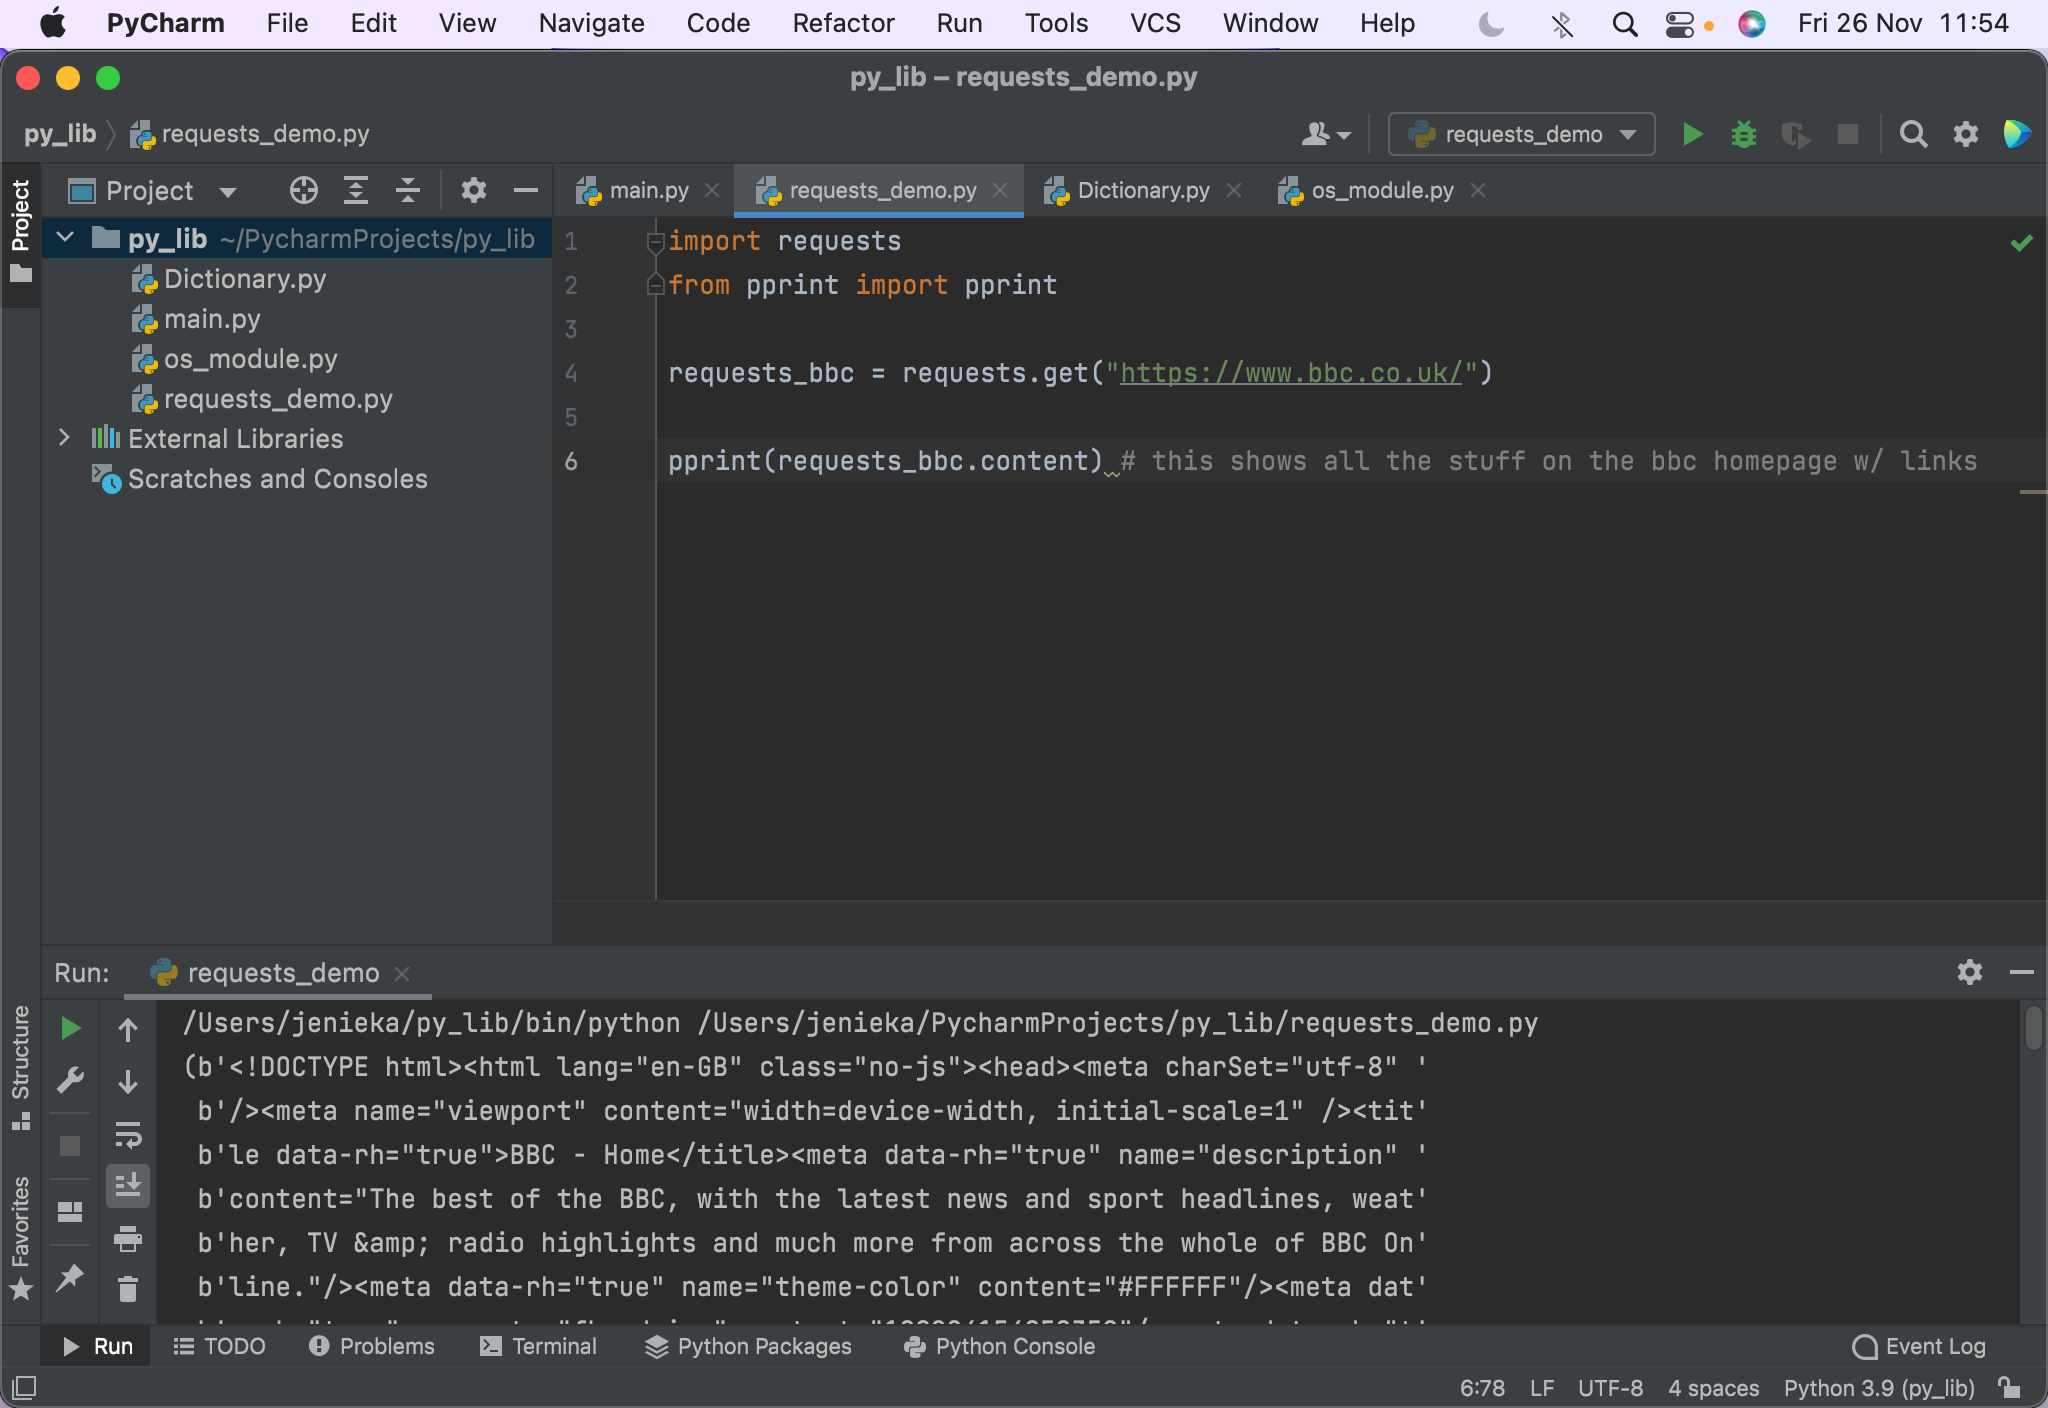 PyCharm File Edit View Navigate Code Refactor Run Tools VCS Window Help Fri 26 Nov 11:54
py_lib – requests_demo.py
py_lib requests_demo.py requests_demo
Project
Project main.py requests_demo.py Dictionary.py os_module.py
py_lib ~/PycharmProjects/py_lib
Dictionary.py
main.py
os_module.py
requests_demo.py
External Libraries
Scratches and Consoles
1 import requests
2 from pprint import pprint
3
4 requests_bbc = requests.get("https://www.bbc.co.uk/")
5
6 pprint(requests_bbc.content) # this shows all the stuff on the bbc homepage w/ links
Run: requests_demo
Structure
Favorites
/Users/jenieka/py_lib/bin/python /Users/jenieka/PycharmProjects/py_lib/requests_demo.py
(b'<!DOCTYPE html><html lang="en-GB" class="no-js"><head><meta charSet="utf-8" '
b'/><meta name="viewport" content="width=device-width, initial-scale=1" /><tit'
b'le data-rh="true">BBC - Home</title><meta data-rh="true" name="description" '
b'content="The best of the BBC, with the latest news and sport headlines, weat'
b'her, TV &amp; radio highlights and much more from across the whole of BBC On'
b'line."/><meta data-rh="true" name="theme-color" content="#FFFFFF"/><meta dat'
Run TODO Problems Terminal Python Packages Python Console Event Log
6:78 LF UTF-8 4 spaces Python 3.9 (py_lib)